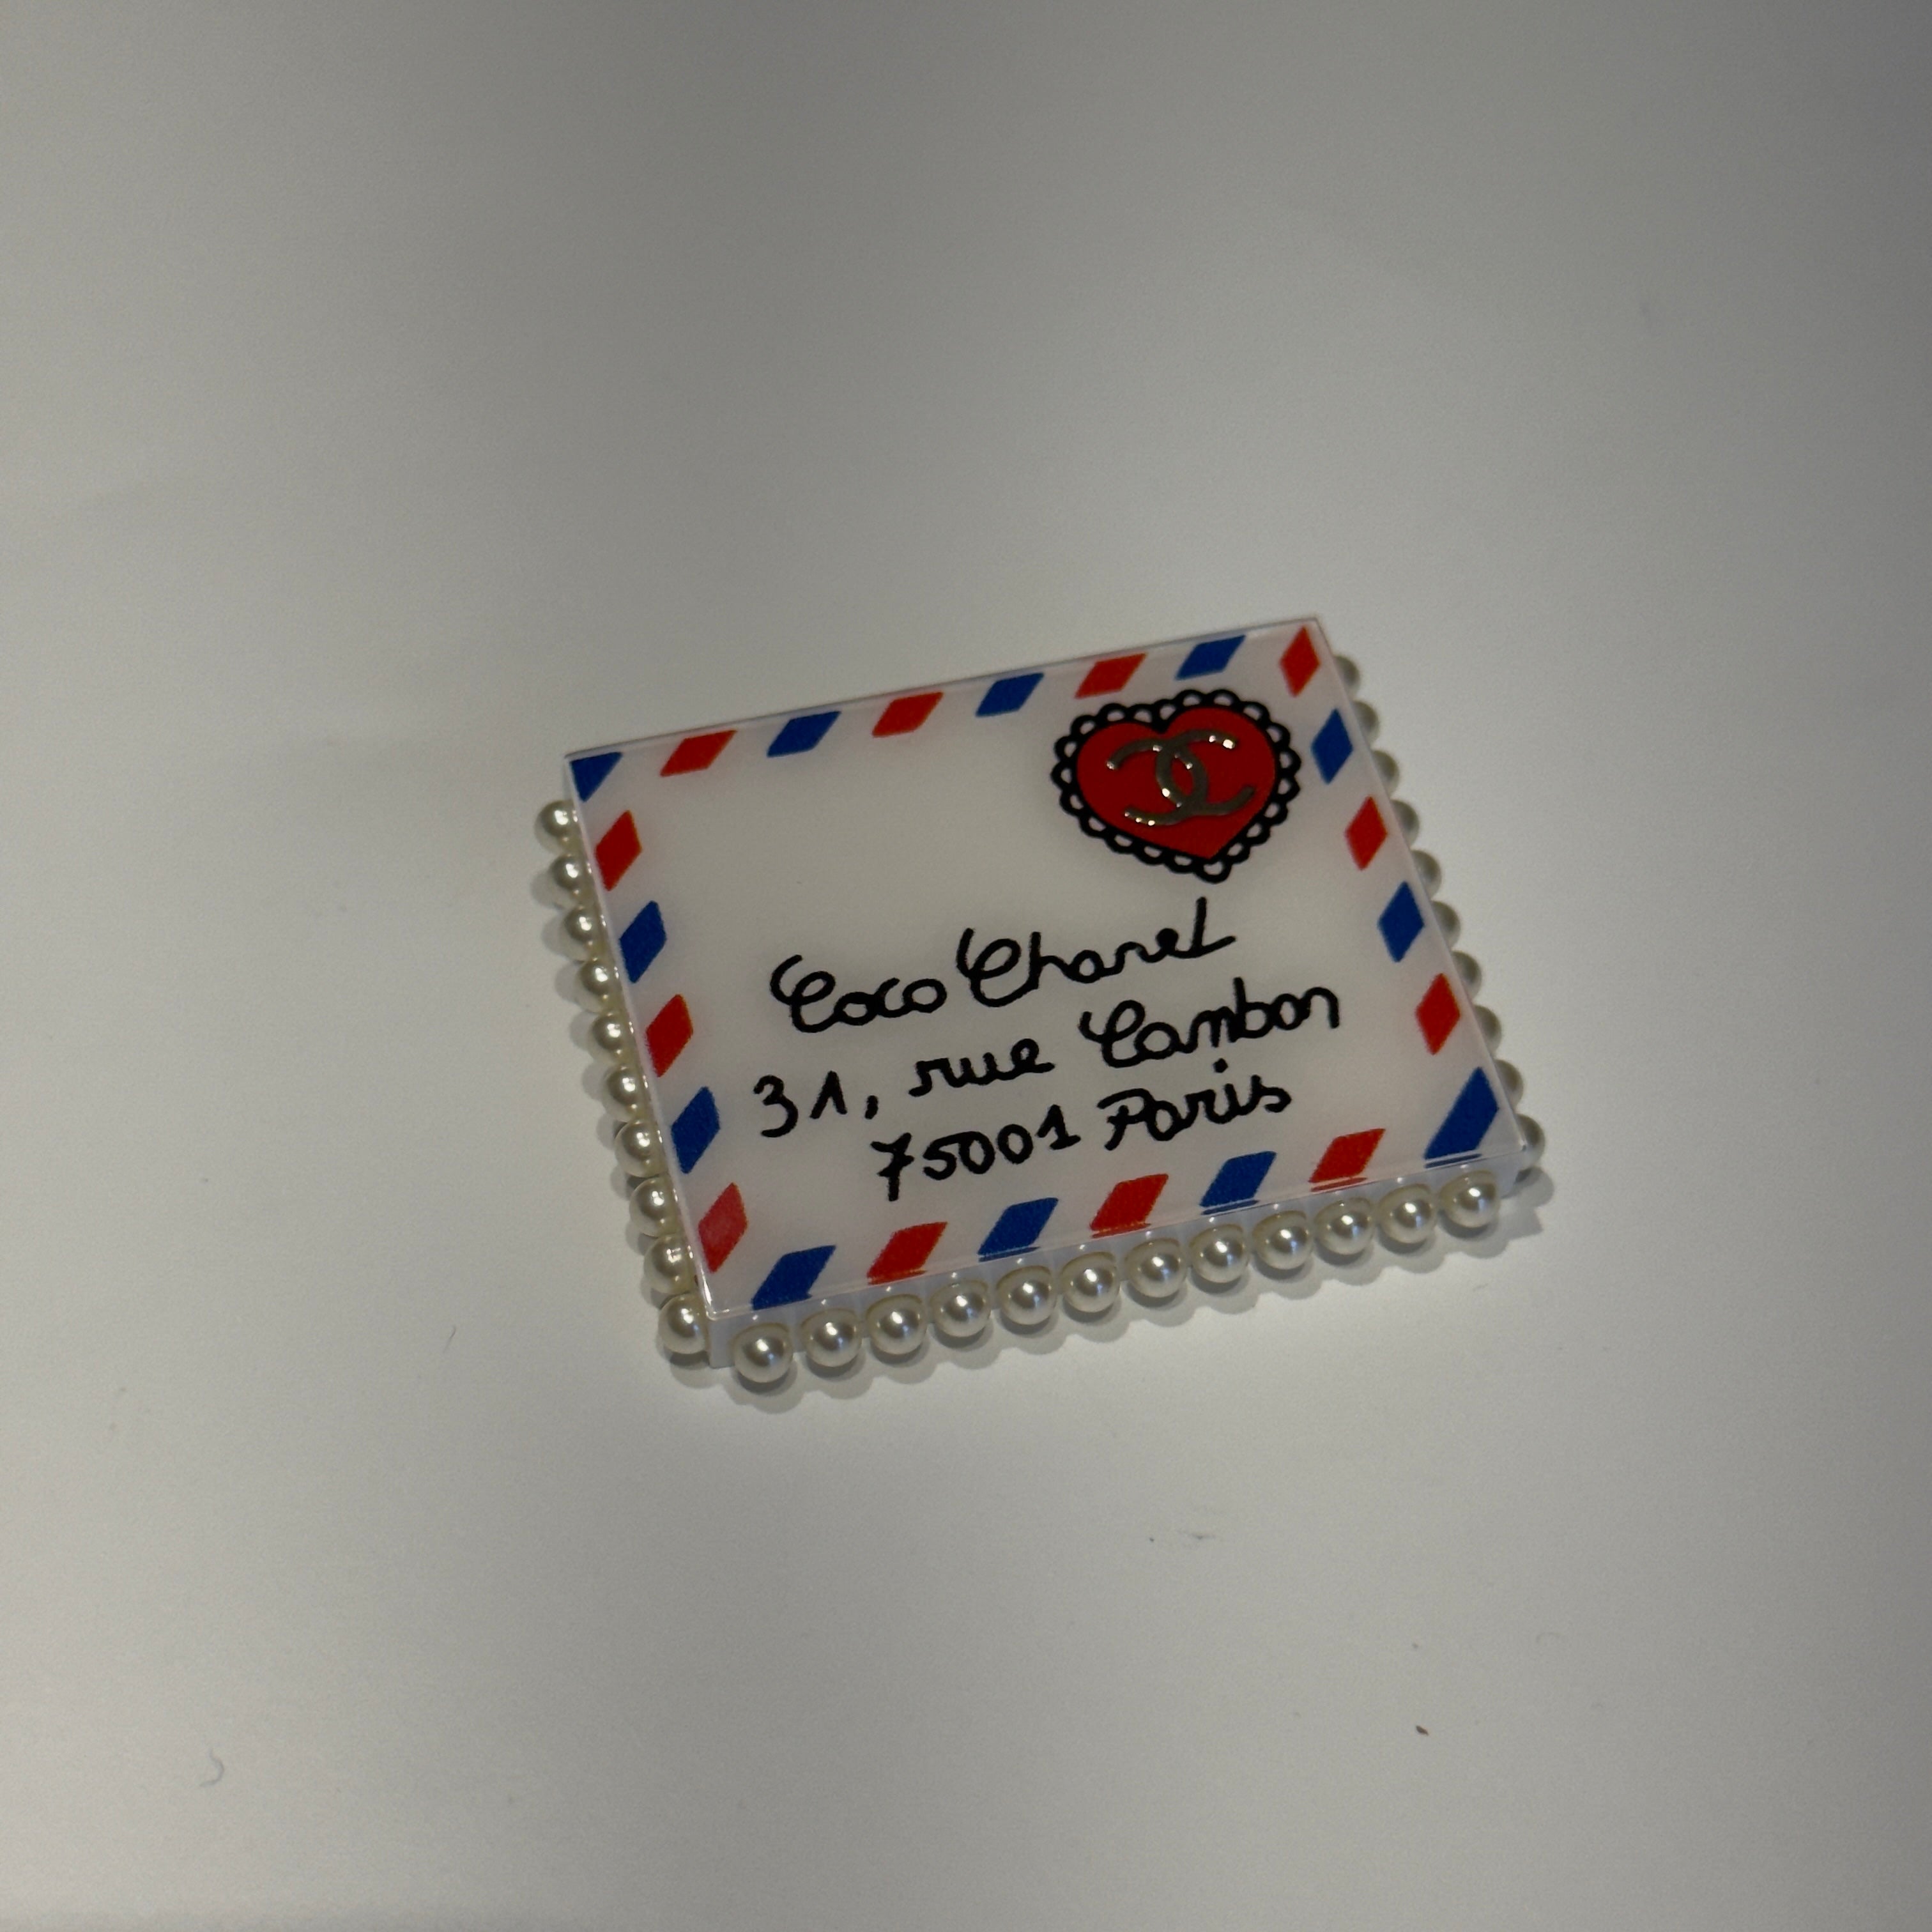 Coco Chanel
31, rue Cambon
75001 Paris